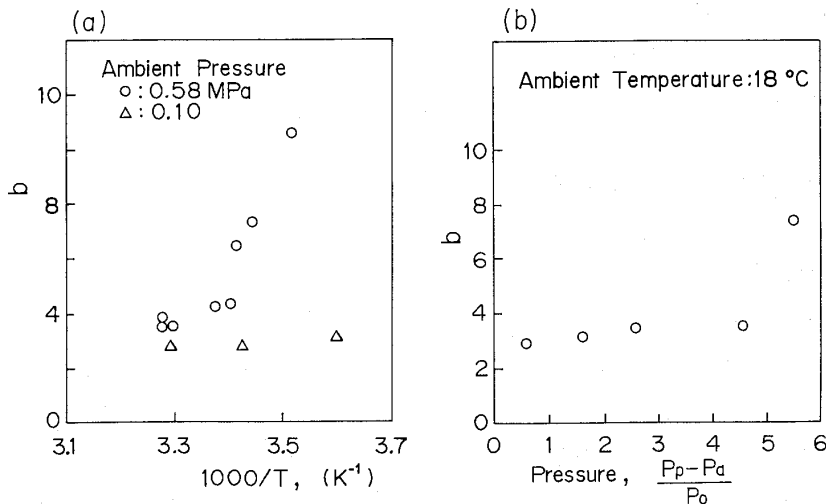 (a)
Ambient Pressure
○ : 0.58 MPa
△ : 0.10
10
8
4
0
b
3.1 3.3 3.5 3.7
1000/T, (K⁻¹)
(b)
Ambient Temperature : 18 °C
10
8
6
4
2
0
b
0 1 2 3 4 5 6
Pressure, Pp-Pa
Po